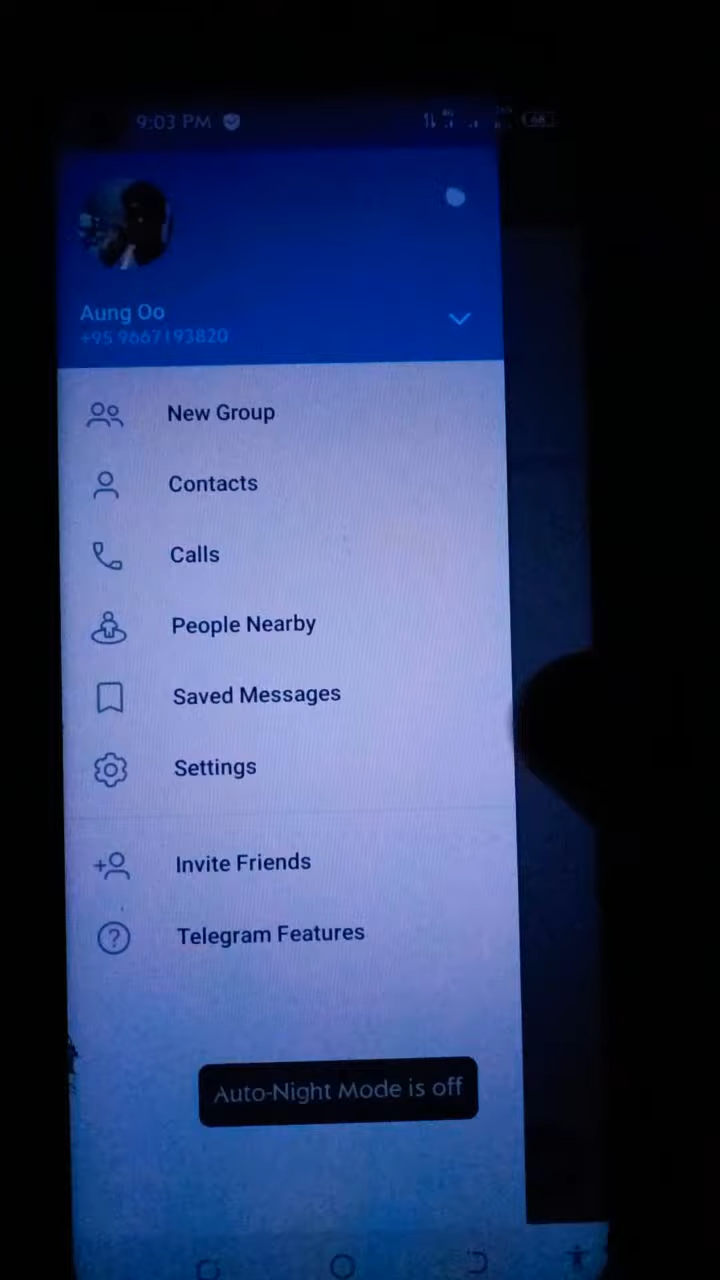 9:03 PM
68
Aung Oo
+95 9667193820
New Group
Contacts
Calls
People Nearby
Saved Messages
Settings
Invite Friends
Telegram Features
Auto-Night Mode is off